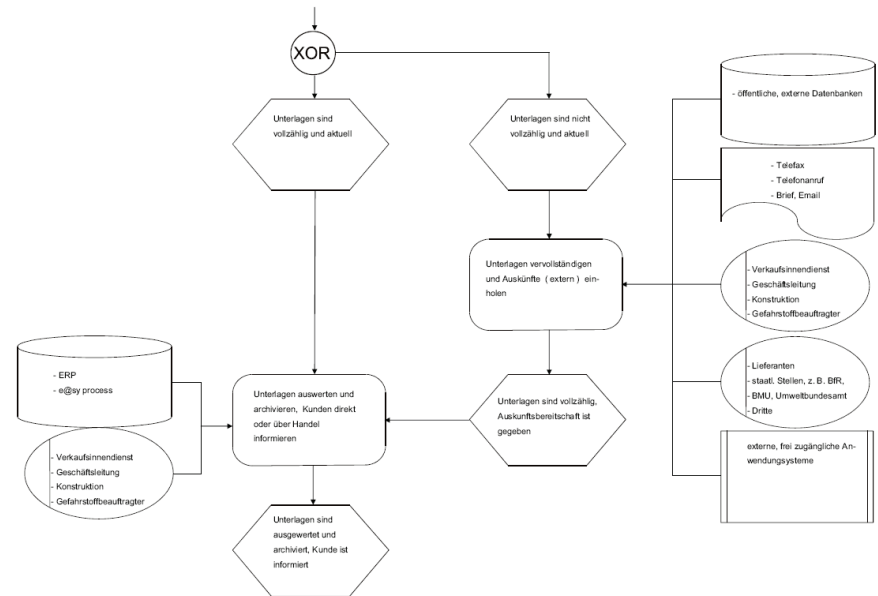 XOR
Unterlagen sind
vollzählig und aktuell
Unterlagen sind nicht
vollzählig und aktuell
- öffentliche, externe Datenbanken
- Telefax
- Telefonanruf
- Brief, Email
Unterlagen vervollständigen
und Auskünfte ( extern ) ein-
holen
- Verkaufsinnendienst
- Geschäftsleitung
- Konstruktion
- Gefahrstoffbeauftragter
- ERP
- e@sy process
Unterlagen auswerten und
archivieren, Kunden direkt
oder über Handel
informieren
Unterlagen sind vollzählig,
Auskunftsbereitschaft ist
gegeben
- Lieferanten
- staatl. Stellen, z. B. BfR,
- BMU, Umweltbundesamt
- Dritte
- Verkaufsinnendienst
- Geschäftsleitung
- Konstruktion
- Gefahrstoffbeauftragter
externe, frei zugängliche An-
wendungsysteme
Unterlagen sind
ausgewertet und
archiviert, Kunde ist
informiert